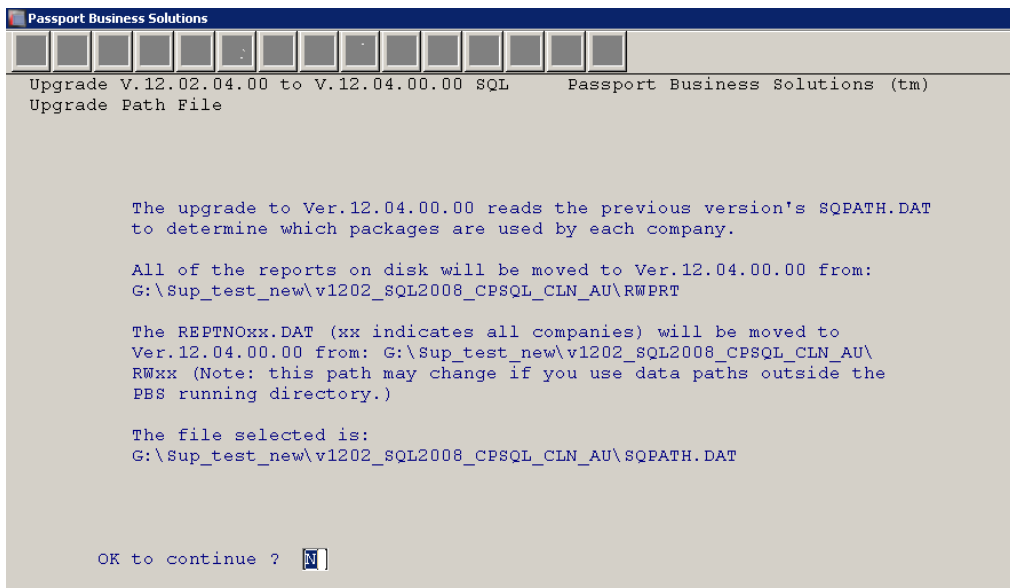 Passport Business Solutions
Upgrade V.12.02.04.00 to V.12.04.00.00 SQL Passport Business Solutions (tm)
Upgrade Path File
The upgrade to Ver.12.04.00.00 reads the previous version's SQPATH.DAT
to determine which packages are used by each company.
All of the reports on disk will be moved to Ver.12.04.00.00 from:
G:\Sup_test_new\v1202_SQL2008_CPSQL_CLN_AU\RWPRT
The REPTNOxx.DAT (xx indicates all companies) will be moved to
Ver.12.04.00.00 from: G:\Sup_test_new\v1202_SQL2008_CPSQL_CLN_AU\
RWxx (Note: this path may change if you use data paths outside the
PBS running directory.)
The file selected is:
G:\Sup_test_new\v1202_SQL2008_CPSQL_CLN_AU\SQPATH.DAT
OK to continue ? N